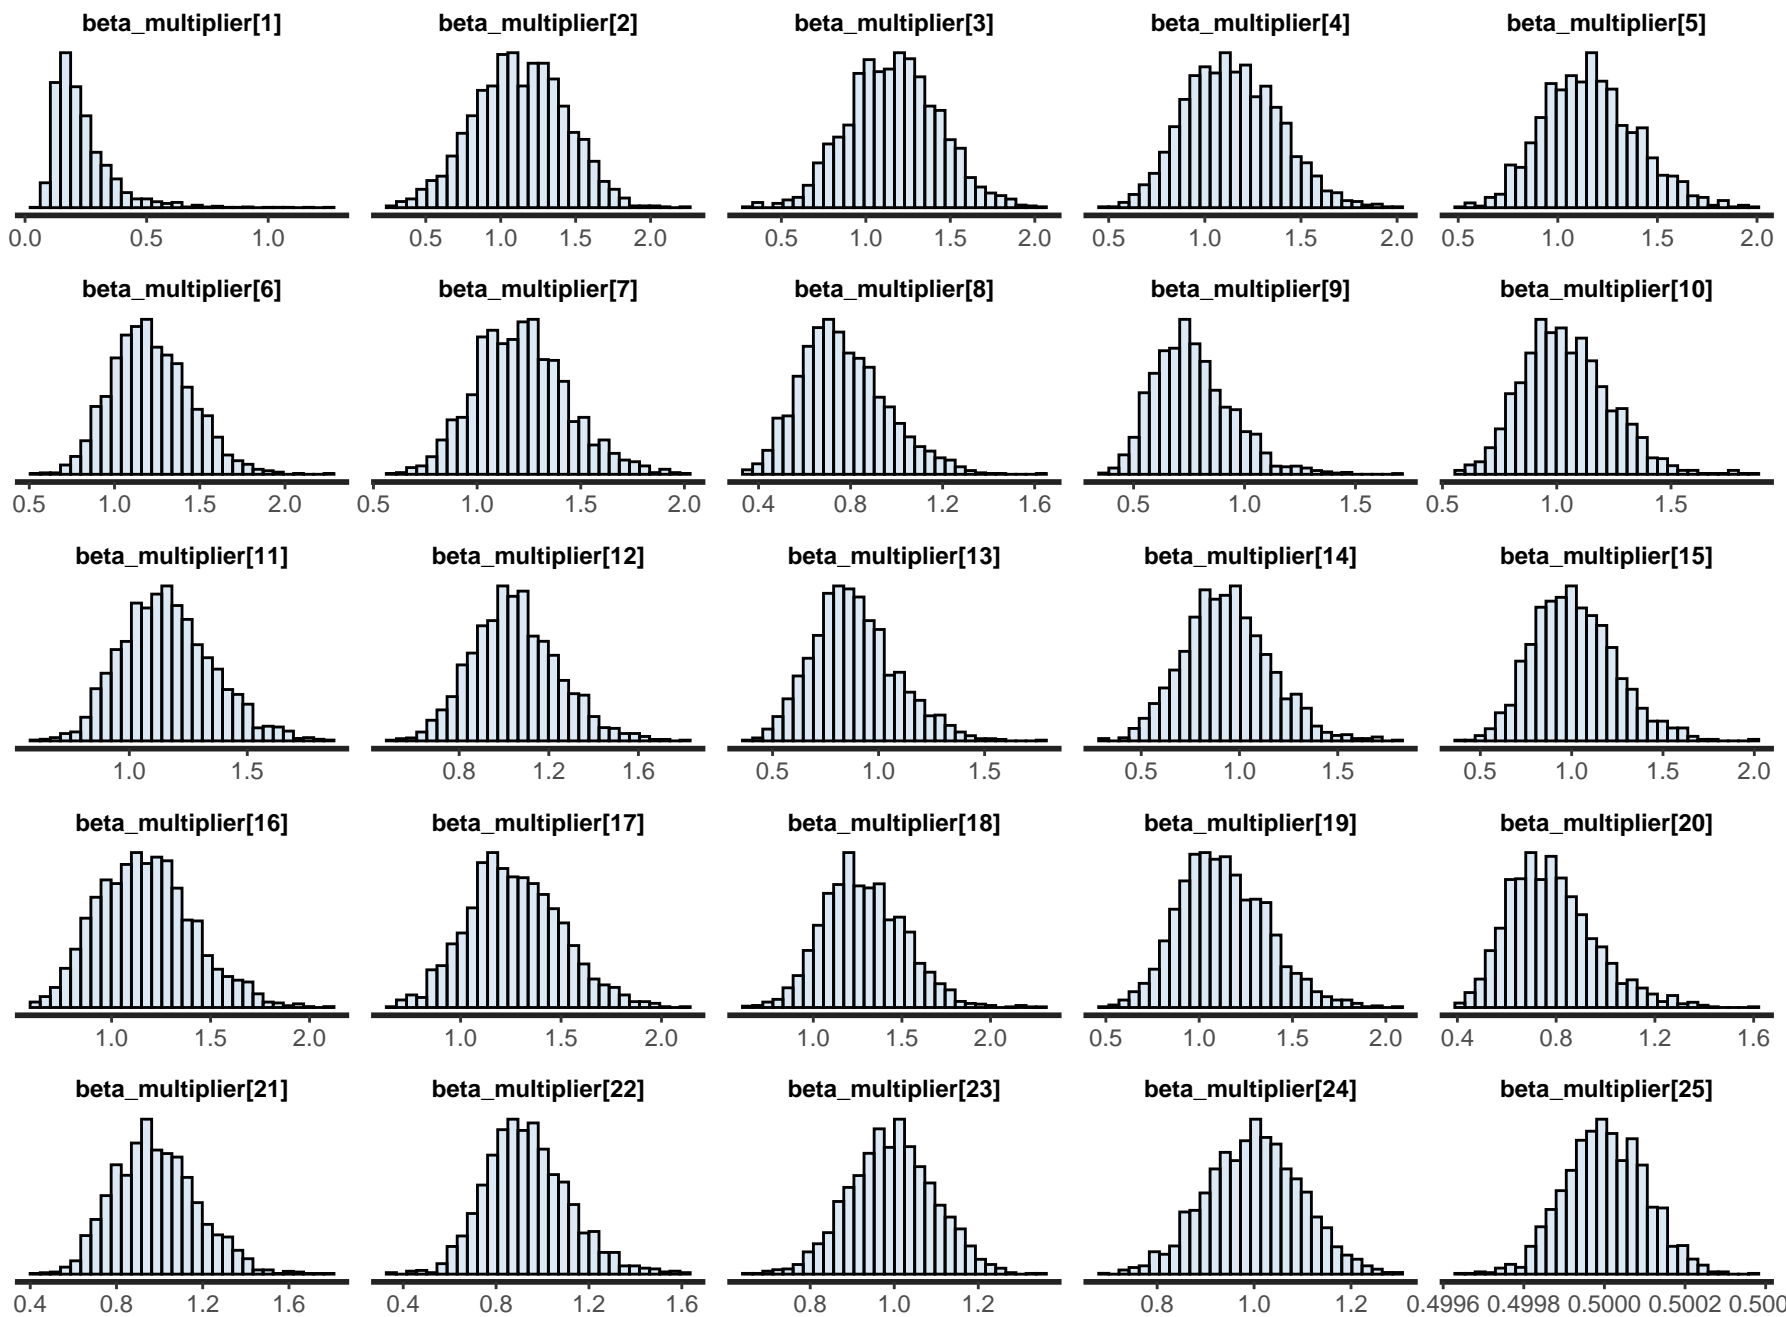 beta_multiplier[1] beta_multiplier[2] beta_multiplier[3] beta_multiplier[4] beta_multiplier[5]
0.0 0.5 1.0 0.5 1.0 1.5 2.0 0.5 1.0 1.5 2.0 0.5 1.0 1.5 2.0 0.5 1.0 1.5 2.0
beta_multiplier[6] beta_multiplier[7] beta_multiplier[8] beta_multiplier[9] beta_multiplier[10]
0.5 1.0 1.5 2.0 0.5 1.0 1.5 2.0 0.4 0.8 1.2 1.6 0.5 1.0 1.5 0.5 1.0 1.5
beta_multiplier[11] beta_multiplier[12] beta_multiplier[13] beta_multiplier[14] beta_multiplier[15]
1.0 1.5 0.8 1.2 1.6 0.5 1.0 1.5 0.5 1.0 1.5 0.5 1.0 1.5 2.0
beta_multiplier[16] beta_multiplier[17] beta_multiplier[18] beta_multiplier[19] beta_multiplier[20]
1.0 1.5 2.0 1.0 1.5 2.0 1.0 1.5 2.0 0.5 1.0 1.5 2.0 0.4 0.8 1.2 1.6
beta_multiplier[21] beta_multiplier[22] beta_multiplier[23] beta_multiplier[24] beta_multiplier[25]
0.4 0.8 1.2 1.6 0.4 0.8 1.2 1.6 0.8 1.0 1.2 0.8 1.0 1.2 0.4996 0.4998 0.5000 0.5002